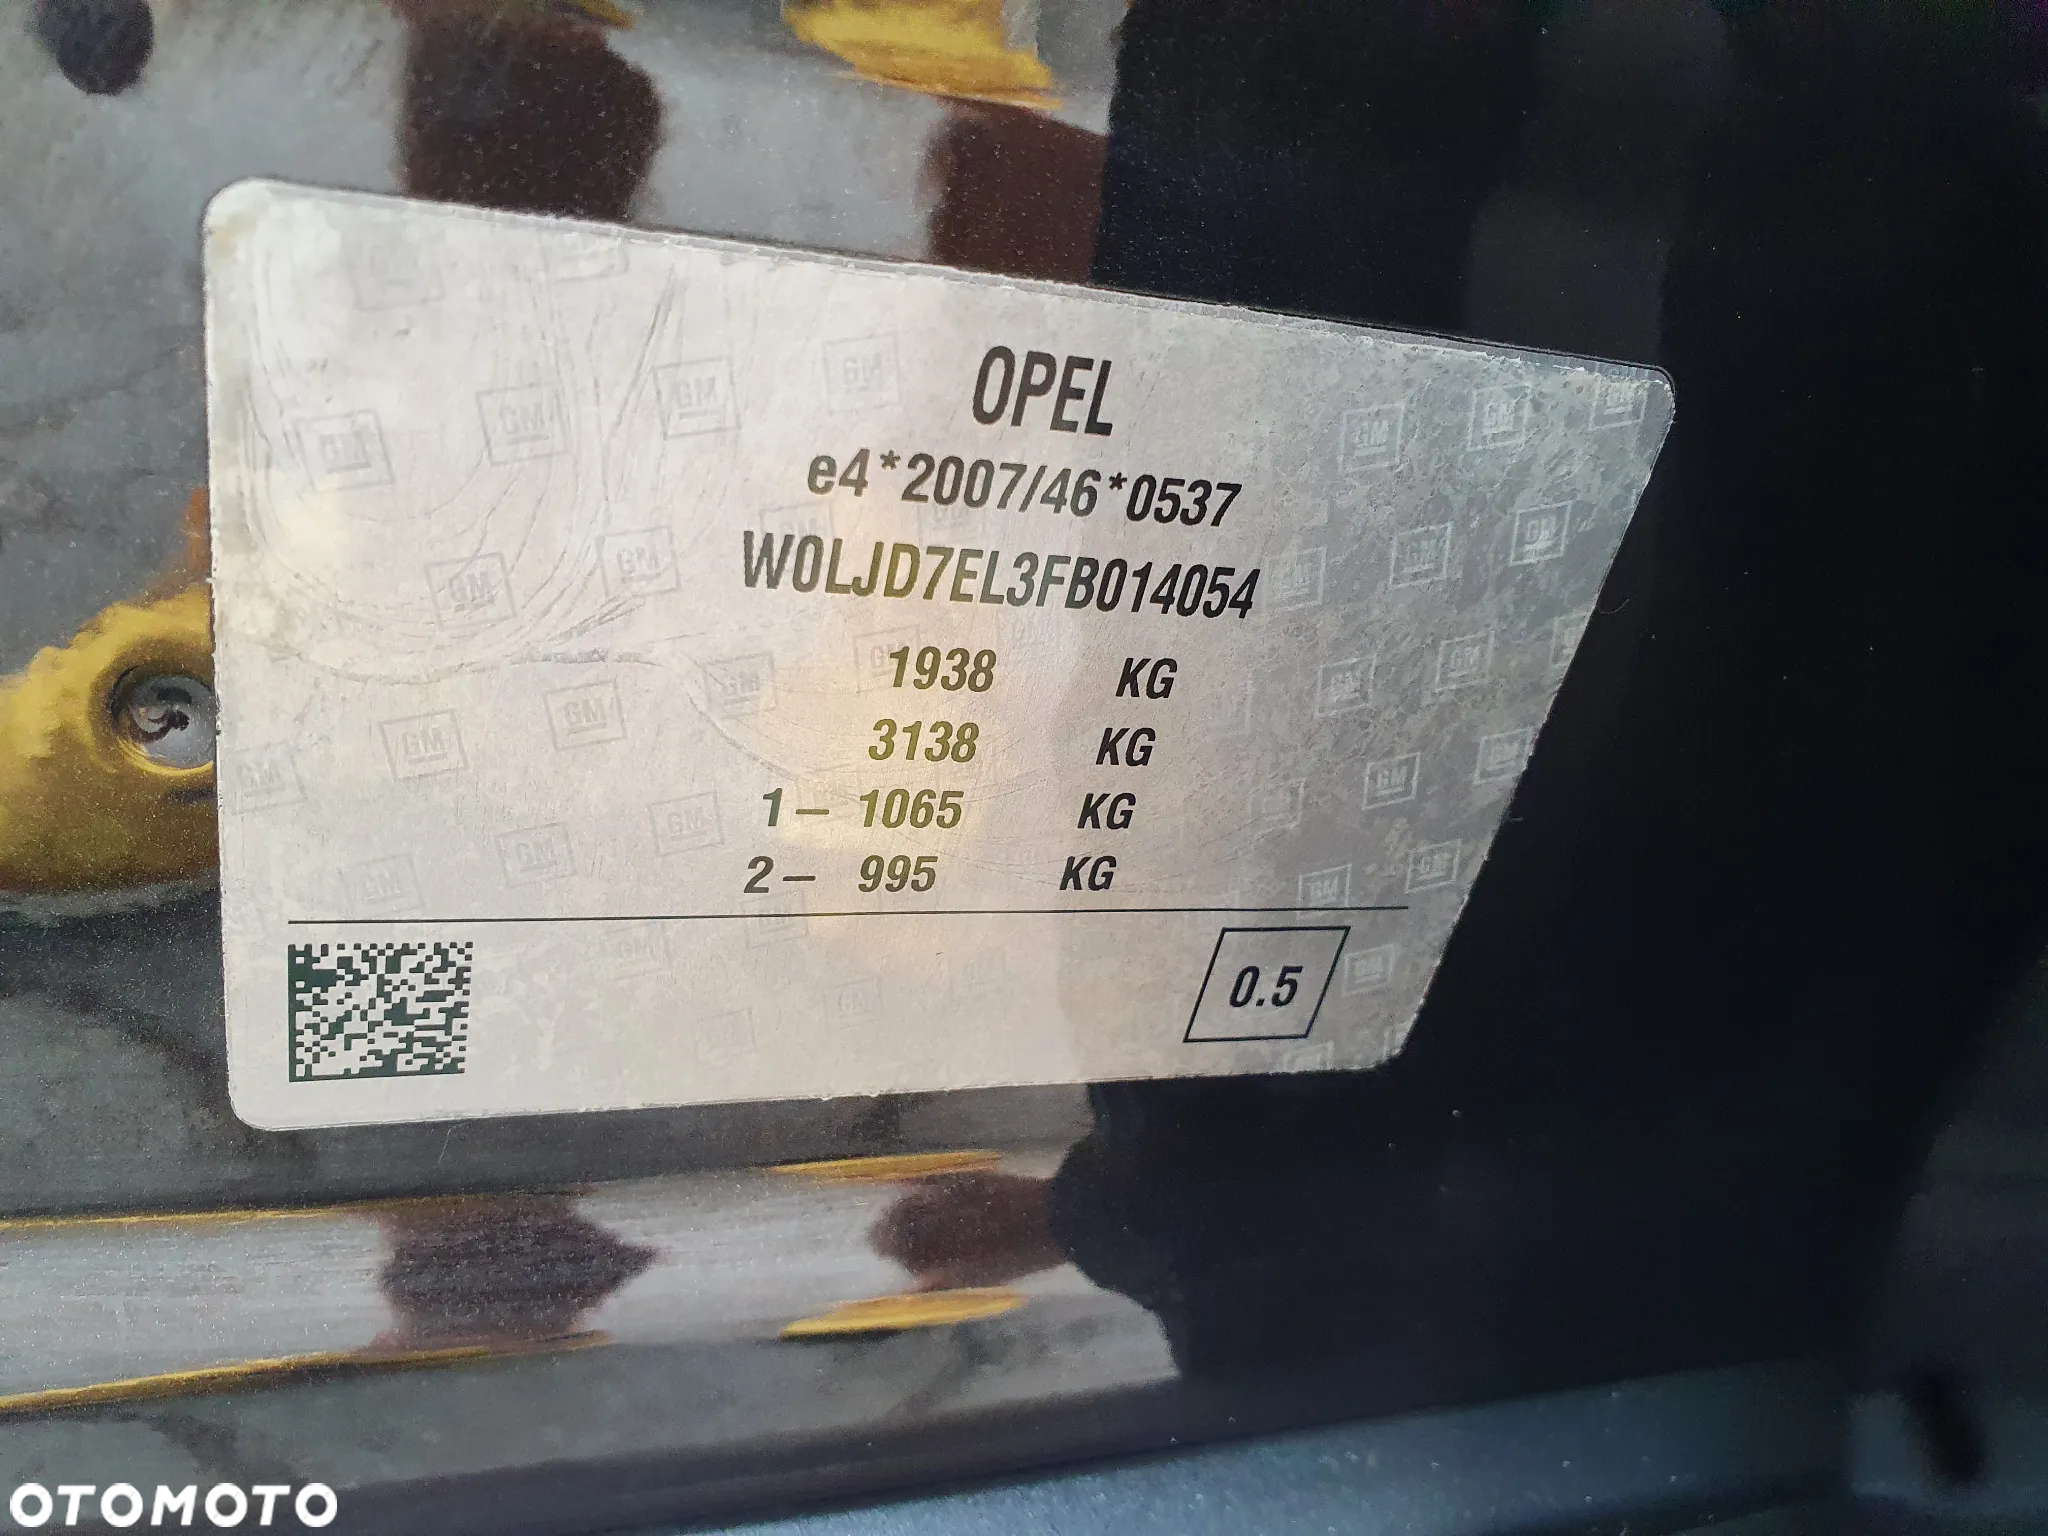 OPEL
e4*2007/46*0537
W0LJD7EL3FB014054
1938 KG
3138 KG
1– 1065 KG
2– 995 KG
0.5
OTOMOTO